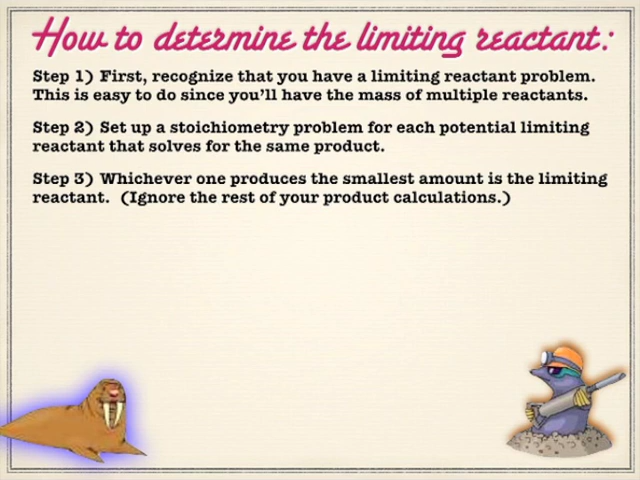 How to determine the limiting reactant:
Step 1) First, recognize that you have a limiting reactant problem.
This is easy to do since you'll have the mass of multiple reactants.
Step 2) Set up a stoichiometry problem for each potential limiting
reactant that solves for the same product.
Step 3) Whichever one produces the smallest amount is the limiting
reactant.  (Ignore the rest of your product calculations.)